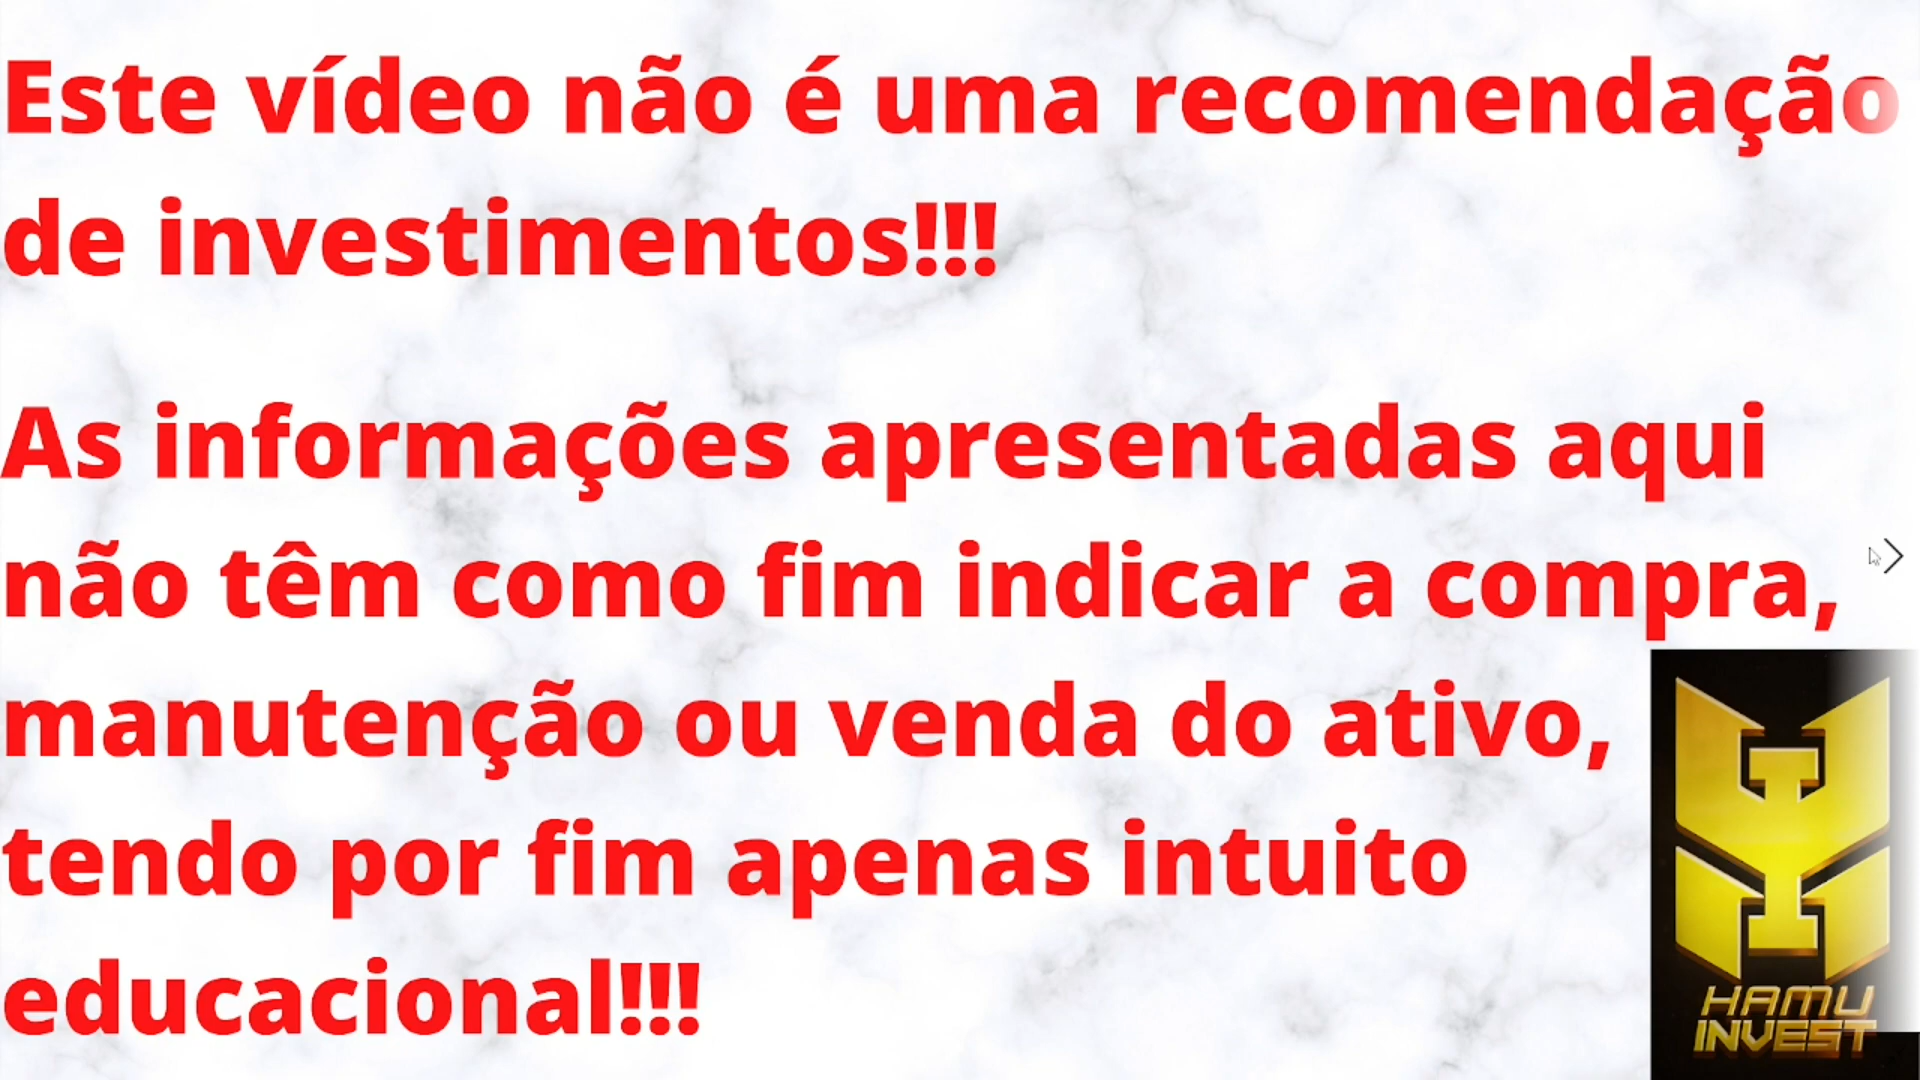 Este vídeo não é uma recomendação
de investimentos!!!
As informações apresentadas aqui
não têm como fim indicar a compra,
manutenção ou venda do ativo,
tendo por fim apenas intuito
educacional!!!
HAMU
INVEST